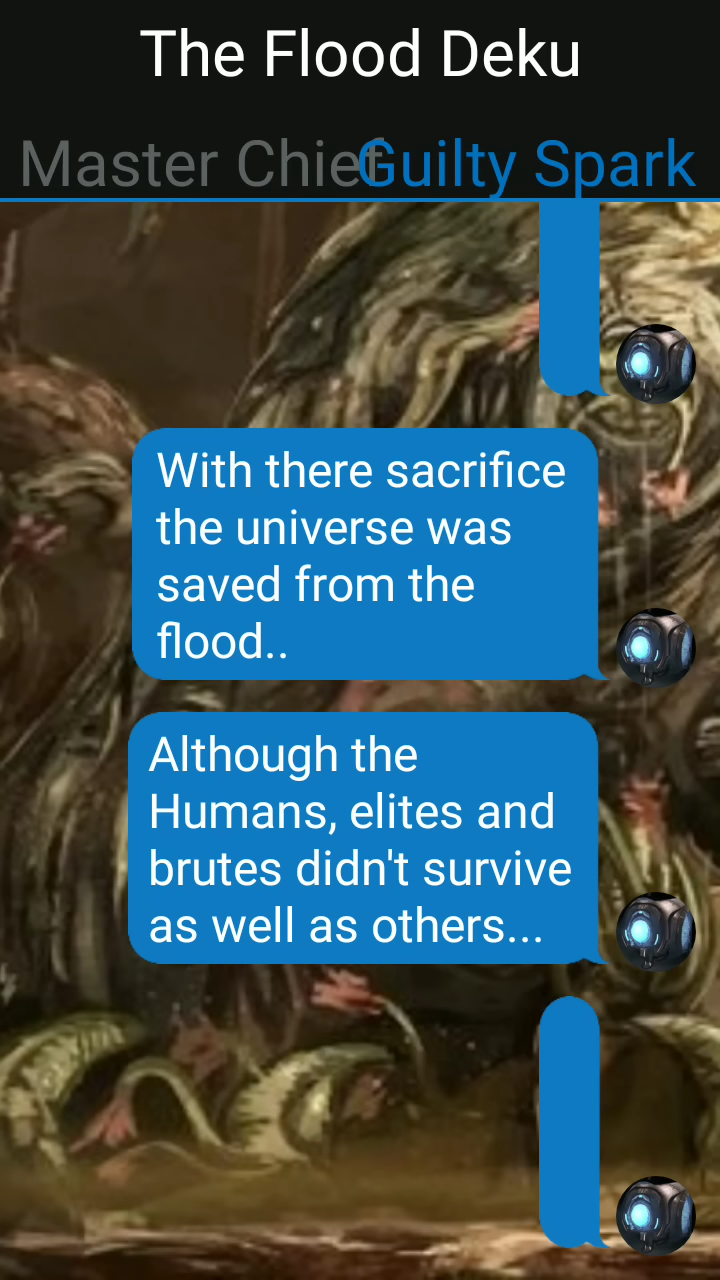 The Flood Deku
Master Chief Guilty Spark
With there sacrifice
the universe was
saved from the
flood..
Although the
Humans, elites and
brutes didn't survive
as well as others...